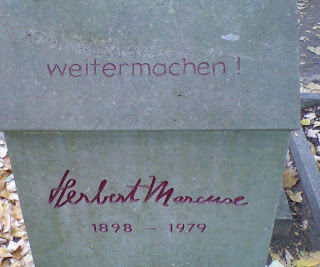 weitermachen!
Herbert Marcuse
1898 – 1979